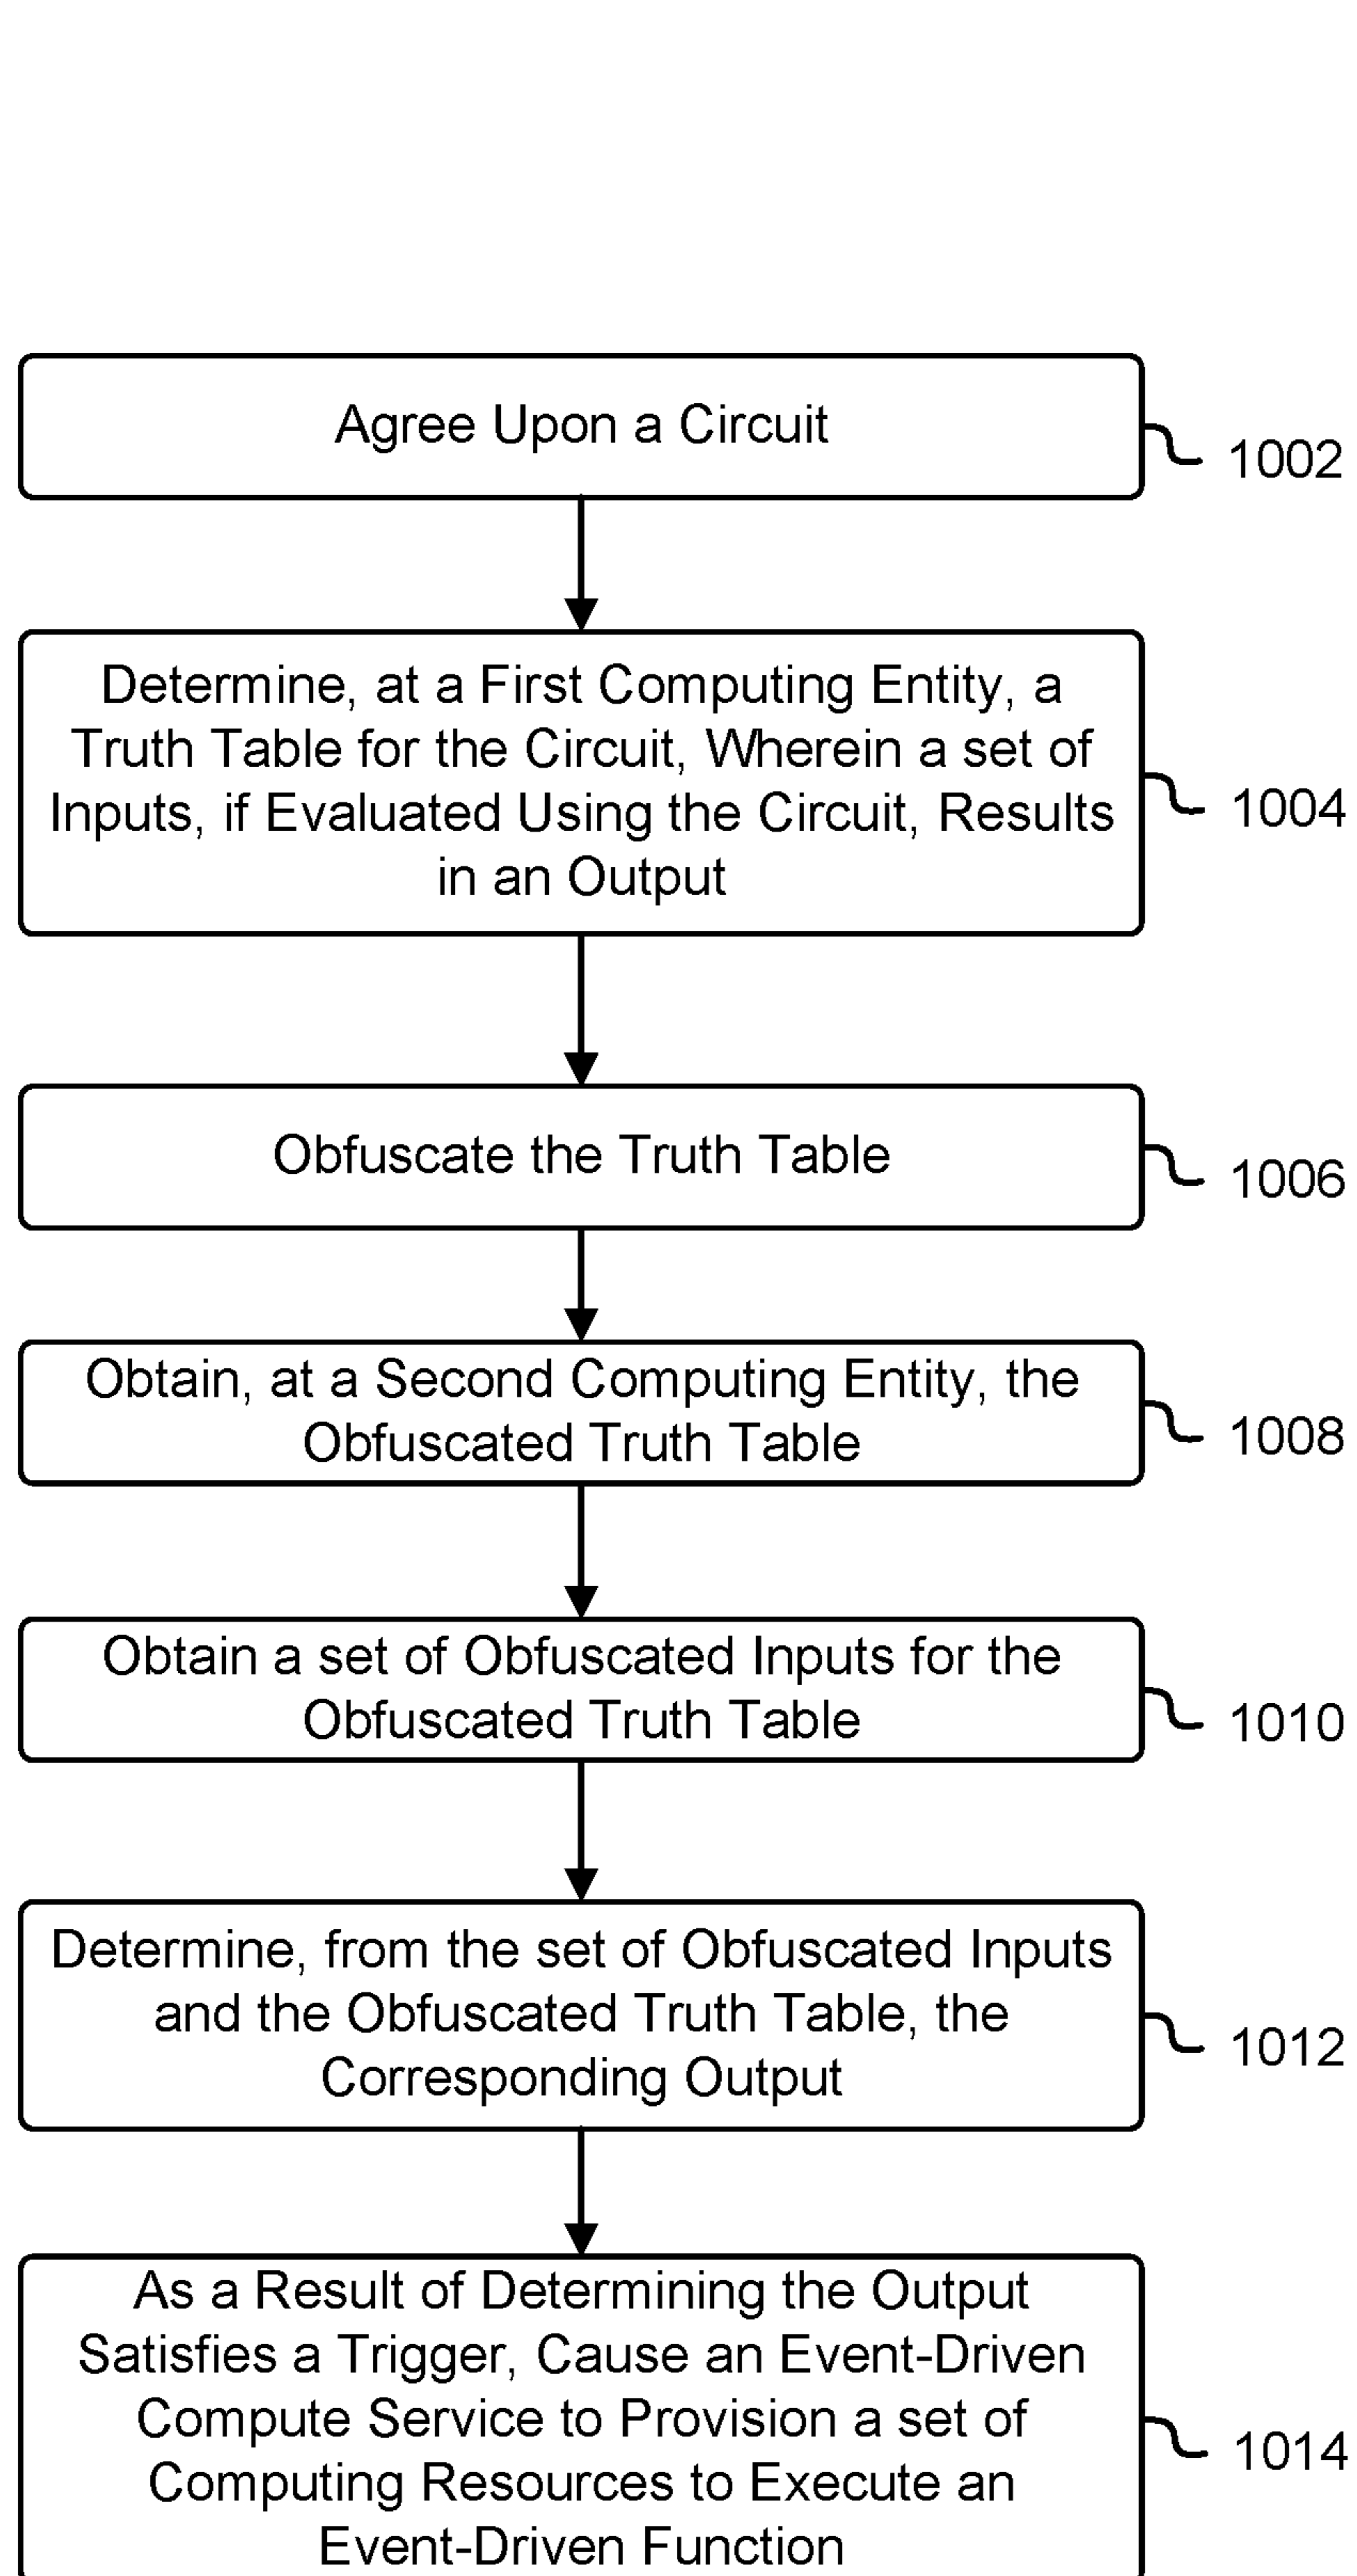 Agree Upon a Circuit
1002
Determine, at a First Computing Entity, a
Truth Table for the Circuit, Wherein a set of
Inputs, if Evaluated Using the Circuit, Results
in an Output
1004
Obfuscate the Truth Table
1006
Obtain, at a Second Computing Entity, the
Obfuscated Truth Table
1008
Obtain a set of Obfuscated Inputs for the
Obfuscated Truth Table
1010
Determine, from the set of Obfuscated Inputs
and the Obfuscated Truth Table, the
Corresponding Output
1012
As a Result of Determining the Output
Satisfies a Trigger, Cause an Event-Driven
Compute Service to Provision a set of
Computing Resources to Execute an
Event-Driven Function
1014